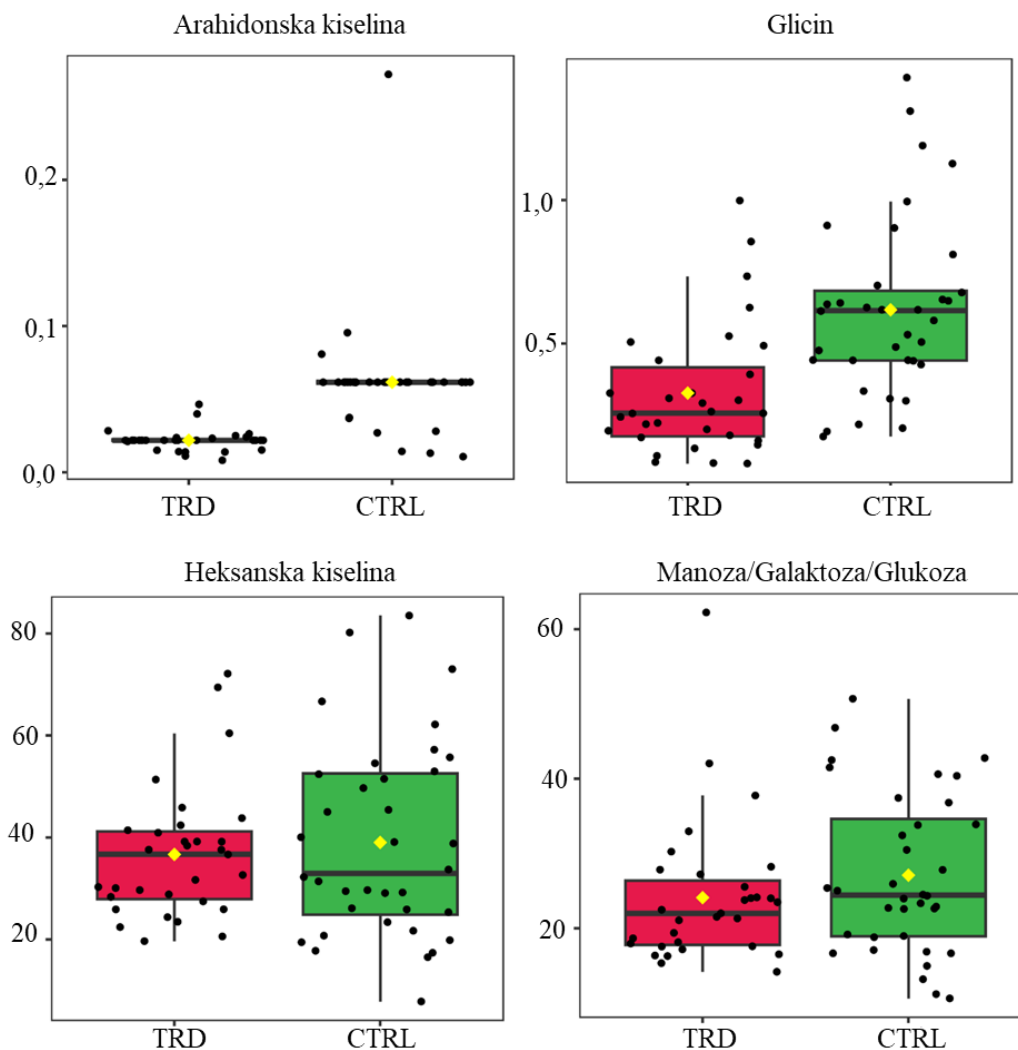 Arahidonska kiselina
0,2
0,1
0,0
TRD CTRL
Glicin
1,0
0,5
TRD CTRL
Heksanska kiselina
80
60
40
20
TRD CTRL
Manoza/Galaktoza/Glukoza
60
40
20
TRD CTRL